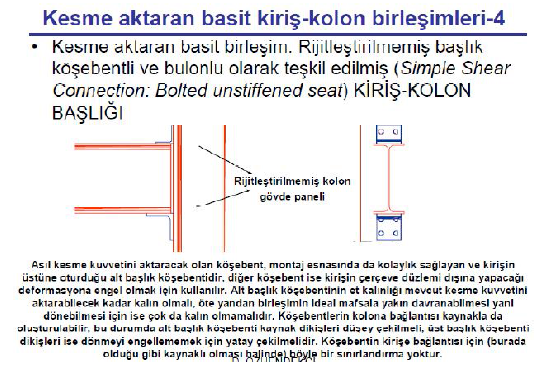 Kesme aktaran basit kiriş-kolon birleşimleri-4
• Kesme aktaran basit birleşim. Rijitleştirilmemiş başlık
köşebentli ve bulonlu olarak teşkil edilmiş (Simple Shear
Connection: Bolted unstiffened seat) KİRİŞ-KOLON
BAŞLIĞI
Rijitleştirilmemiş kolon
gövde paneli
Asıl kesme kuvvetini aktaracak olan köşebent, montaj esnasında da kolaylık sağlayan ve kirişin
üstüne oturduğu alt başlık köşebentidir, diğer köşebent ise kirişin çerçeve düzlemi dışına yapacağı
deformasyona engel olmak için kullanılır. Alt başlık köşebentinin et kalınlığı mevcut kesme kuvvetini
aktarabilecek kadar kalın olmalı, öte yandan birleşimin ideal mafsala yakın davranabilmesi yani
dönebilmesi için ise çok da kalın olmamalıdır. Köşebentlerin kolona bağlantısı kaynakla da
oluşturulabilir, bu durumda alt başlık köşebenti kaynak dikişleri düşey çekilmeli, üst başlık köşebenti
dikişleri ise dönmeyi engellememek için yatay çekilmelidir. Köşebentin kirişe bağlantısı için (burada
olduğu gibi kaynaklı olması halinde) böyle bir sınırlandırma yoktur.